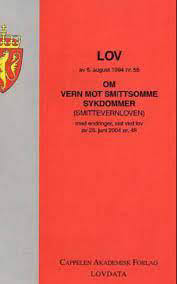 LOV
av 5. august 1994 nr. 55
OM
VERN MOT SMITTSOMME
SYKDOMMER
(SMITTEVERNLOVEN)
med endringer, sist ved lov
av 25. juni 2004 nr. 48
CAPPELEN AKADEMISK FORLAG
LOVDATA